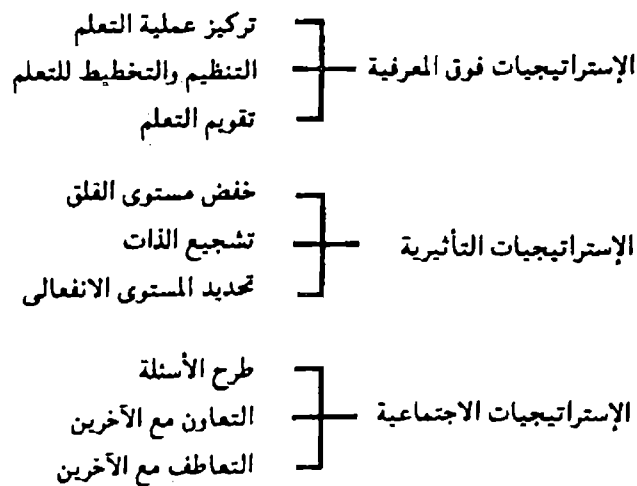 تركيز عملية التعلم
الإستراتيجيات فوق المعرفية
التنظيم والتخطيط للتعلم
تقويم التعلم
خفض مستوى القلق
الإستراتيجيات التأثيرية
تشجيع الذات
تحديد المستوى الانفعالى
طرح الأسئلة
الإستراتيجيات الاجتماعية
التعاون مع الآخرين
التعاطف مع الآخرين